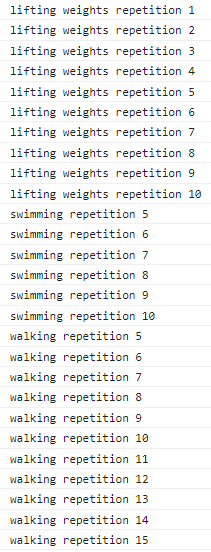 lifting weights repetition 1
lifting weights repetition 2
lifting weights repetition 3
lifting weights repetition 4
lifting weights repetition 5
lifting weights repetition 6
lifting weights repetition 7
lifting weights repetition 8
lifting weights repetition 9
lifting weights repetition 10
swimming repetition 5
swimming repetition 6
swimming repetition 7
swimming repetition 8
swimming repetition 9
swimming repetition 10
walking repetition 5
walking repetition 6
walking repetition 7
walking repetition 8
walking repetition 9
walking repetition 10
walking repetition 11
walking repetition 12
walking repetition 13
walking repetition 14
walking repetition 15